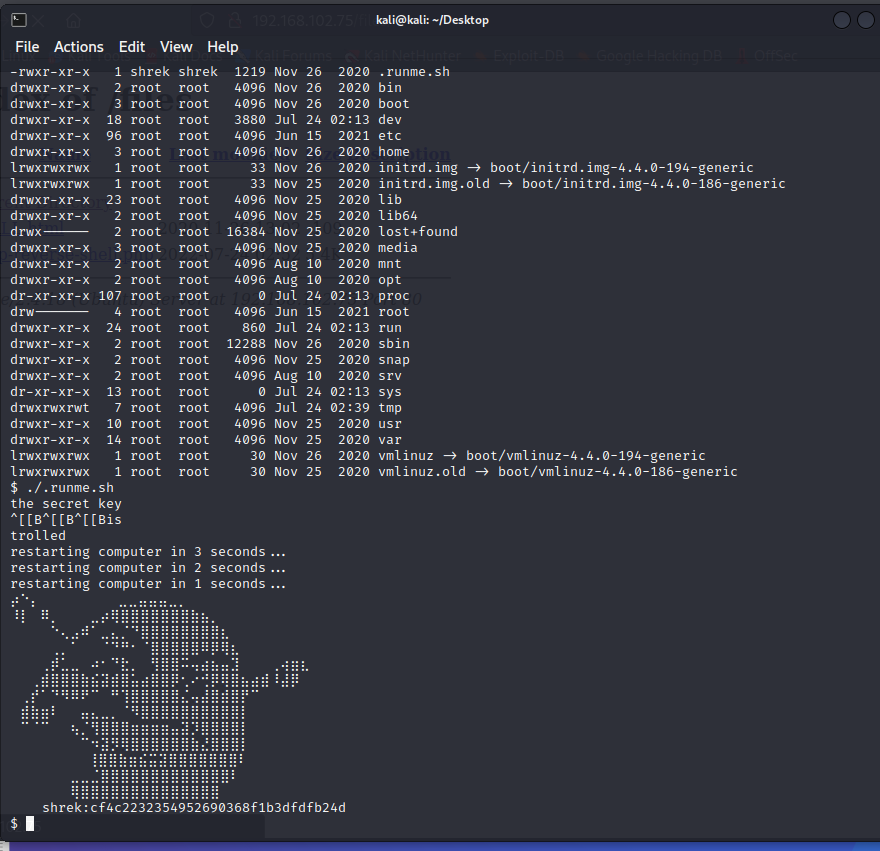 192.168.102.75
kali@kali: ~/Desktop
File Actions Edit View Help
Kali Forums Kali NetHunter Exploit-DB Google Hacking DB OffSec
-rwxr-xr-x 1 shrek shrek 1219 Nov 26 2020 .runme.sh
drwxr-xr-x 2 root root 4096 Nov 26 2020 bin
drwxr-xr-x 3 root root 4096 Nov 26 2020 boot
drwxr-xr-x 18 root root 3880 Jul 24 02:13 dev
drwxr-xr-x 96 root root 4096 Jun 15 2021 etc
drwxr-xr-x 3 root root 4096 Nov 26 2020 home
lrwxrwxrwx 1 root root 33 Nov 26 2020 initrd.img -> boot/initrd.img-4.4.0-194-generic
lrwxrwxrwx 1 root root 33 Nov 25 2020 initrd.img.old -> boot/initrd.img-4.4.0-186-generic
drwxr-xr-x 23 root root 4096 Nov 25 2020 lib
drwxr-xr-x 2 root root 4096 Nov 25 2020 lib64
drwx------ 2 root root 16384 Nov 25 2020 lost+found
drwxr-xr-x 3 root root 4096 Nov 25 2020 media
drwxr-xr-x 2 root root 4096 Aug 10 2020 mnt
drwxr-xr-x 2 root root 4096 Aug 10 2020 opt
dr-xr-xr-x 107 root root 0 Jul 24 02:13 proc
drw------- 4 root root 4096 Jun 15 2021 root
drwxr-xr-x 24 root root 860 Jul 24 02:13 run
drwxr-xr-x 2 root root 12288 Nov 26 2020 sbin
drwxr-xr-x 2 root root 4096 Nov 25 2020 snap
drwxr-xr-x 2 root root 4096 Aug 10 2020 srv
dr-xr-xr-x 13 root root 0 Jul 24 02:13 sys
drwxrwxrwt 7 root root 4096 Jul 24 02:39 tmp
drwxr-xr-x 10 root root 4096 Nov 25 2020 usr
drwxr-xr-x 14 root root 4096 Nov 25 2020 var
lrwxrwxrwx 1 root root 30 Nov 26 2020 vmlinuz -> boot/vmlinuz-4.4.0-194-generic
lrwxrwxrwx 1 root root 30 Nov 25 2020 vmlinuz.old -> boot/vmlinuz-4.4.0-186-generic
$ ./.runme.sh
the secret key
^[[B^[[B^[[Bis
trolled
restarting computer in 3 seconds...
restarting computer in 2 seconds...
restarting computer in 1 seconds...
shrek:cf4c2232354952690368f1b3dfdfb24d
$